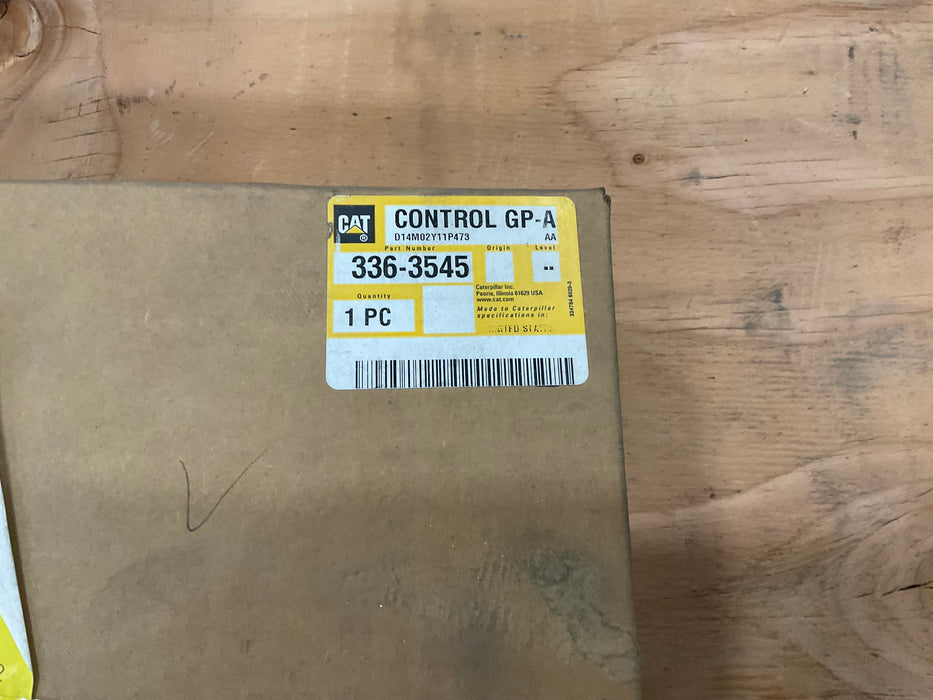 CAT®
CONTROL GP-A
D14M02Y11P473 AA
Part Number Origin Level
336-3545 --
Caterpillar Inc.
Peoria, Illinois 61629 USA
www.cat.com
Quantity
1 PC
Made to Caterpillar
specifications in: